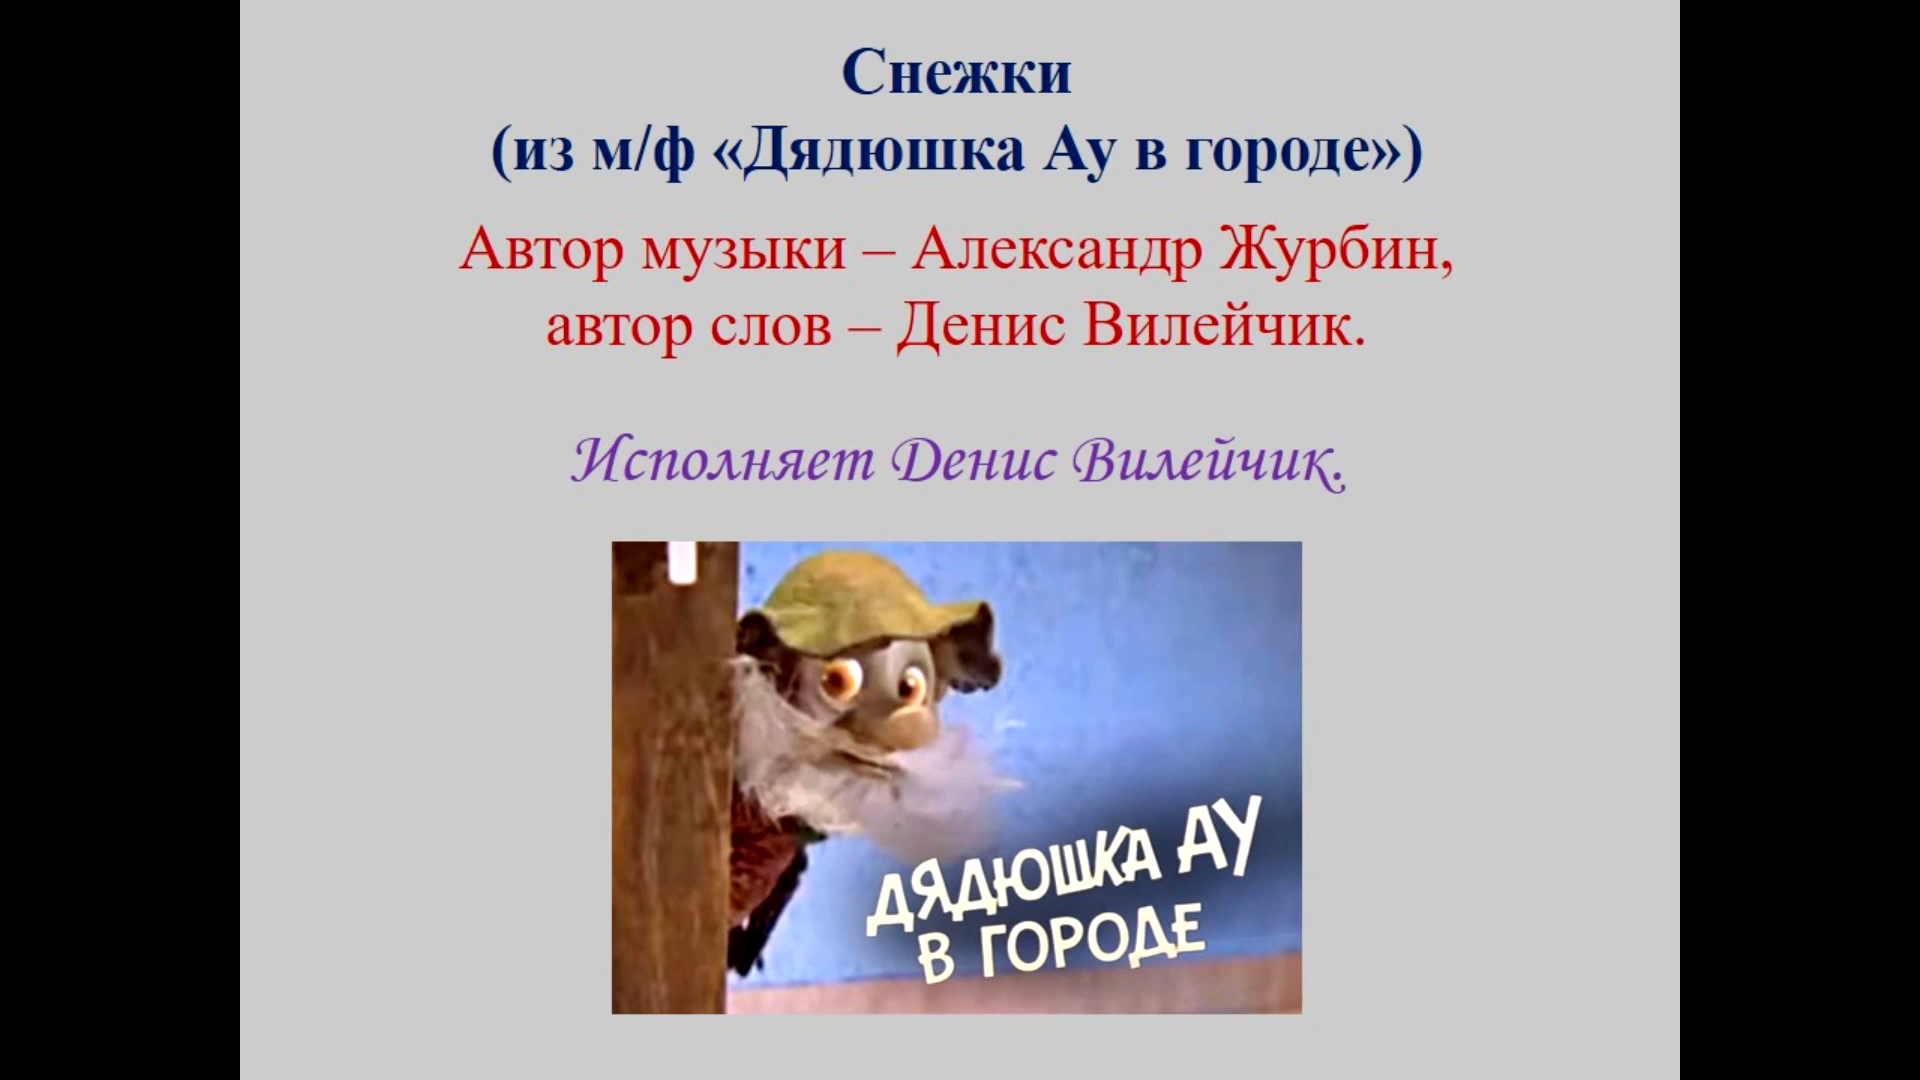 Снежки
(из м/ф «Дядюшка Ау в городе»)
Автор музыки – Александр Журбин,
автор слов – Денис Вилейчик.
Исполняет Денис Вилейчик.
ДЯДЮШКА АУ
В ГОРОДЕ